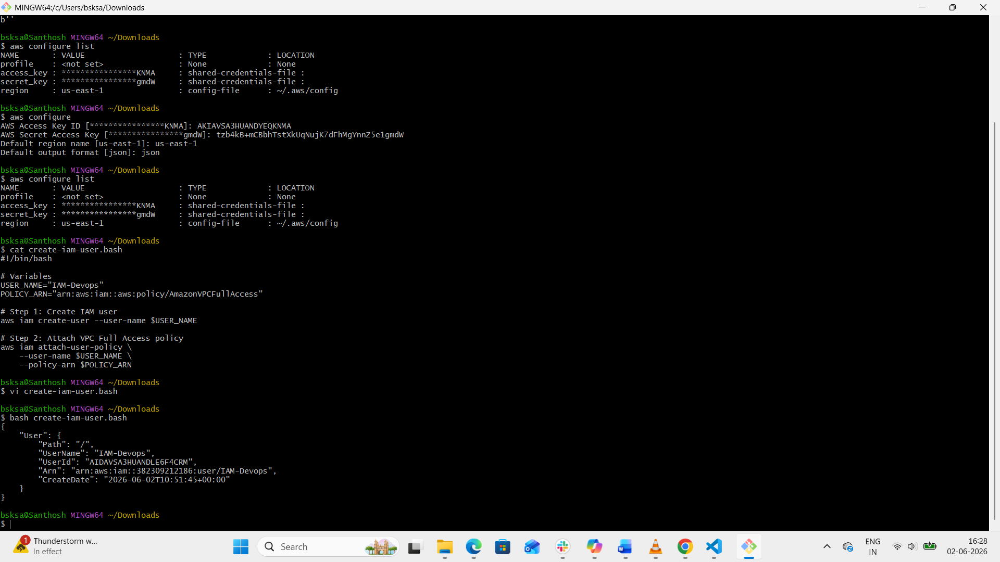 MINGW64:/c/Users/bsksa/Downloads
b''
bsksa@Santhosh MINGW64 ~/Downloads
$ aws configure list
NAME       : VALUE                    : TYPE             : LOCATION
profile    : <not set>                : None             : None
access_key : ****************KNMA     : shared-credentials-file :
secret_key : ****************gmdW     : shared-credentials-file :
region     : us-east-1                : config-file      : ~/.aws/config
bsksa@Santhosh MINGW64 ~/Downloads
$ aws configure
AWS Access Key ID [****************KNMA]: AKIAVSA3HUANDYEQKNMA
AWS Secret Access Key [****************gmdW]: 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
Default region name [us-east-1]: us-east-1
Default output format [json]: json
bsksa@Santhosh MINGW64 ~/Downloads
$ aws configure list
NAME       : VALUE                    : TYPE             : LOCATION
profile    : <not set>                : None             : None
access_key : ****************KNMA     : shared-credentials-file :
secret_key : ****************gmdW     : shared-credentials-file :
region     : us-east-1                : config-file      : ~/.aws/config
bsksa@Santhosh MINGW64 ~/Downloads
$ cat create-iam-user.bash
#!/bin/bash
# Variables
USER_NAME="IAM-Devops"
POLICY_ARN="arn:aws:iam::aws:policy/AmazonVPCFullAccess"
# Step 1: Create IAM user
aws iam create-user --user-name $USER_NAME
# Step 2: Attach VPC Full Access policy
aws iam attach-user-policy \
    --user-name $USER_NAME \
    --policy-arn $POLICY_ARN
bsksa@Santhosh MINGW64 ~/Downloads
$ vi create-iam-user.bash
bsksa@Santhosh MINGW64 ~/Downloads
$ bash create-iam-user.bash
{
    "User": {
        "Path": "/",
        "UserName": "IAM-Devops",
        "UserId": "AIDAVSA3HUANDLE6F4CRM",
        "Arn": "arn:aws:iam::382309212186:user/IAM-Devops",
        "CreateDate": "2026-06-02T10:51:45+00:00"
    }
}
bsksa@Santhosh MINGW64 ~/Downloads
$
1
Thunderstorm w...
In effect
Search
ENG
IN
16:28
02-06-2026